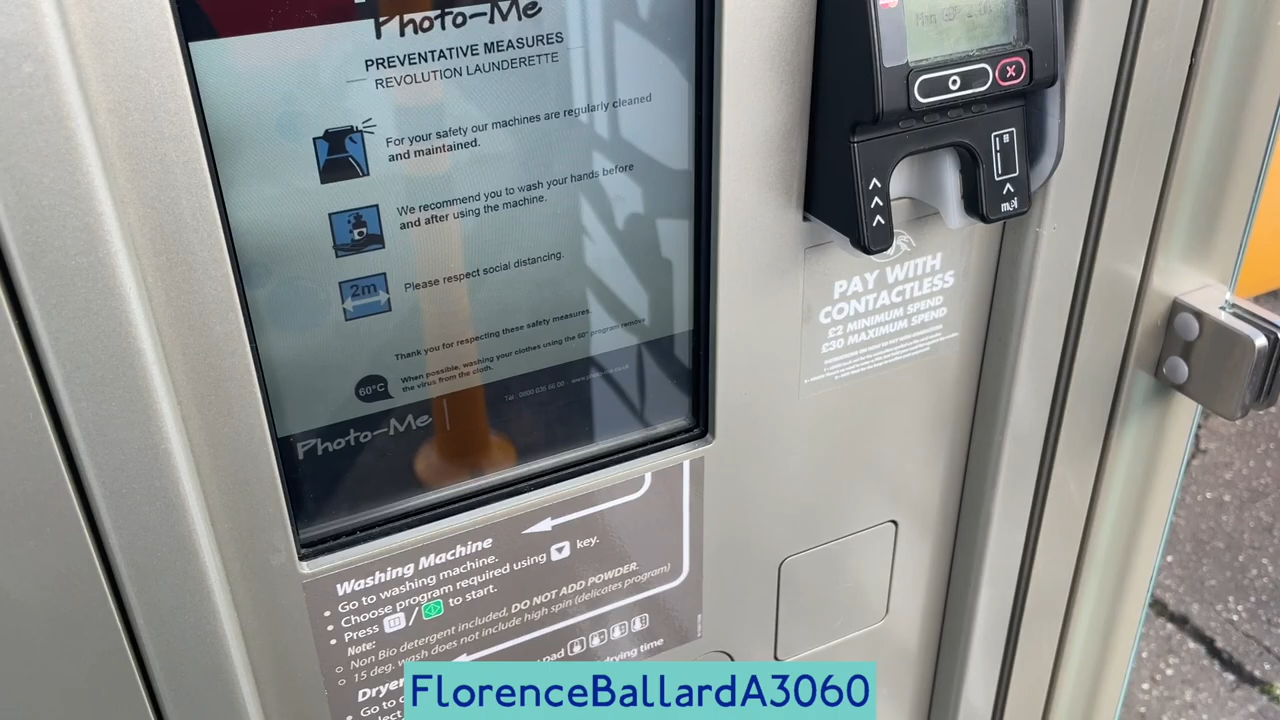 Photo-Me
PREVENTATIVE MEASURES
REVOLUTION LAUNDERETTE
For your safety our machines are regularly cleaned
and maintained.
We recommend you to wash your hands before
and after using the machine.
2m
Please respect social distancing.
Thank you for respecting these safety measures.
60°C
When possible, washing your clothes using the 60° program remove
the virus from the cloth.
Photo-Me
PAY WITH
CONTACTLESS
£2 MINIMUM SPEND
£30 MAXIMUM SPEND
Washing Machine
• Go to washing machine.
• Choose program required using key.
• Press / to start.
Note:
○ Non Bio detergent included, DO NOT ADD POWDER.
○ 15 deg. wash does not include high spin (delicates program)
drying time
FlorenceBallardA3060